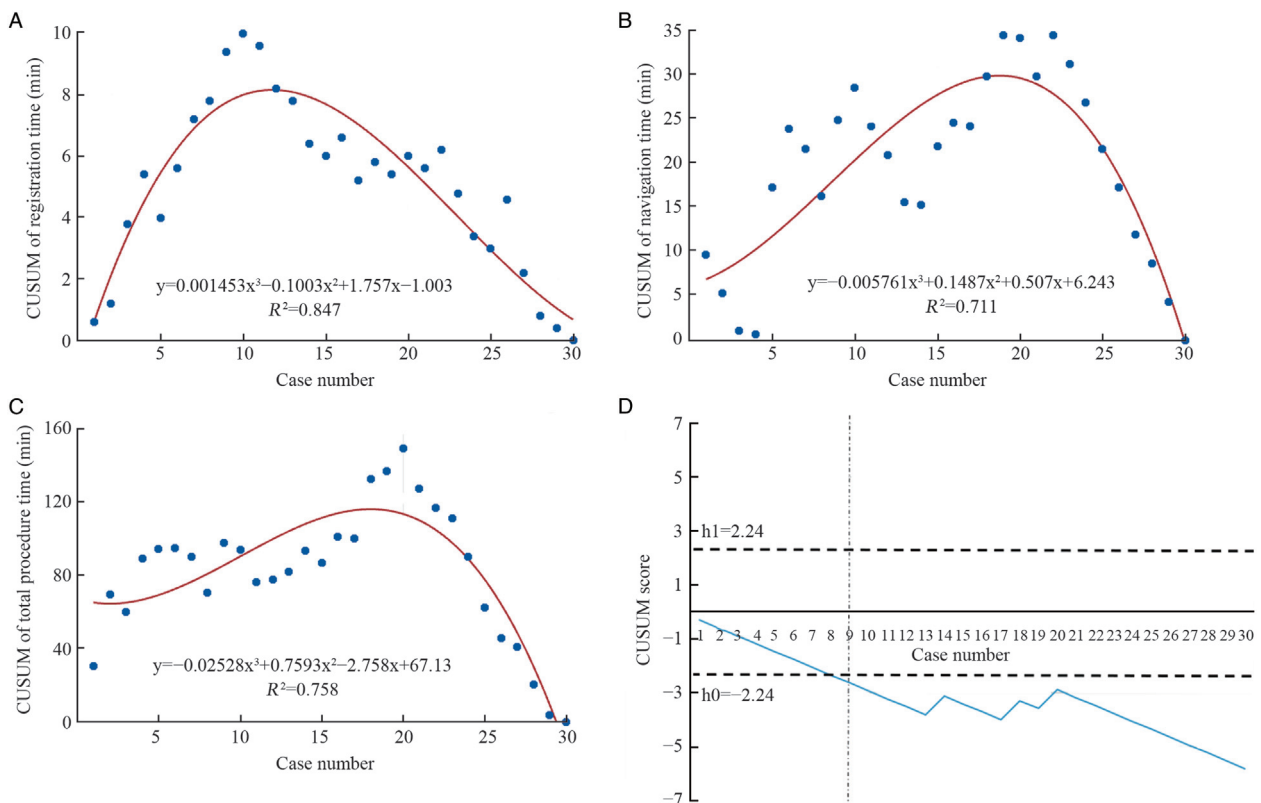 A
CUSUM of registration time (min)
10
8
6
4
2
0
y=0.001453x³−0.1003x²+1.757x−1.003
R²=0.847
5
10
15
20
25
30
Case number
B
CUSUM of navigation time (min)
35
30
25
20
15
10
5
0
y=−0.005761x³+0.1487x²+0.507x+6.243
R²=0.711
5
10
15
20
25
30
Case number
C
CUSUM of total procedure time (min)
160
120
80
40
0
y=−0.02528x³+0.7593x²−2.758x+67.13
R²=0.758
5
10
15
20
25
30
Case number
D
CUSUM score
7
5
3
1
−1
−3
−5
−7
h1=2.24
1 2 3 4 5 6 7 8 9 10 11 12 13 14 15 16 17 18 19 20 21 22 23 24 25 26 27 28 29 30
Case number
h0=−2.24